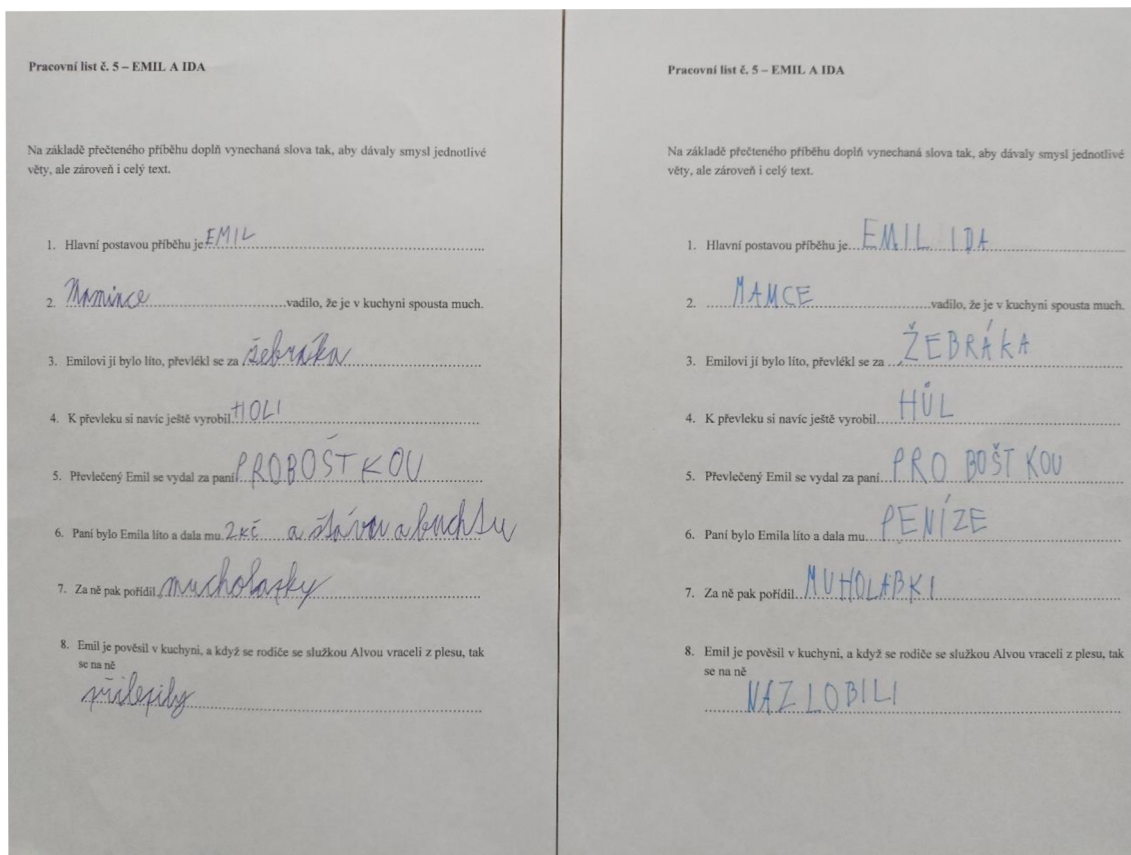 Pracovní list č. 5 – EMIL A IDA
Na základě přečteného příběhu doplň vynechaná slova tak, aby dávaly smysl jednotlivé
věty, ale zároveň i celý text.
1. Hlavní postavou příběhu je EMIL
2. Mamince vadilo, že je v kuchyni spousta much.
3. Emilovi jí bylo líto, převlékl se za žebráka
4. K převleku si navíc ještě vyrobil HOLI
5. Převlečený Emil se vydal za paní PROBOŠTKOU
6. Paní bylo Emila líto a dala mu 2 KČ a šťávu a buchtu
7. Za ně pak pořídil mucholapky
8. Emil je pověsil v kuchyni, a když se rodiče se služkou Alvou vraceli z plesu, tak
se na ně
přilepily
Pracovní list č. 5 – EMIL A IDA
Na základě přečteného příběhu doplň vynechaná slova tak, aby dávaly smysl jednotlivé
věty, ale zároveň i celý text.
1. Hlavní postavou příběhu je EMIL IDA
2. MAMCE vadilo, že je v kuchyni spousta much.
3. Emilovi jí bylo líto, převlékl se za ŽEBRÁKA
4. K převleku si navíc ještě vyrobil HŮL
5. Převlečený Emil se vydal za paní PRO BOŠT KOU
6. Paní bylo Emila líto a dala mu PENÍZE
7. Za ně pak pořídil MUHOLABKI
8. Emil je pověsil v kuchyni, a když se rodiče se služkou Alvou vraceli z plesu, tak
se na ně
NAZLOBILI